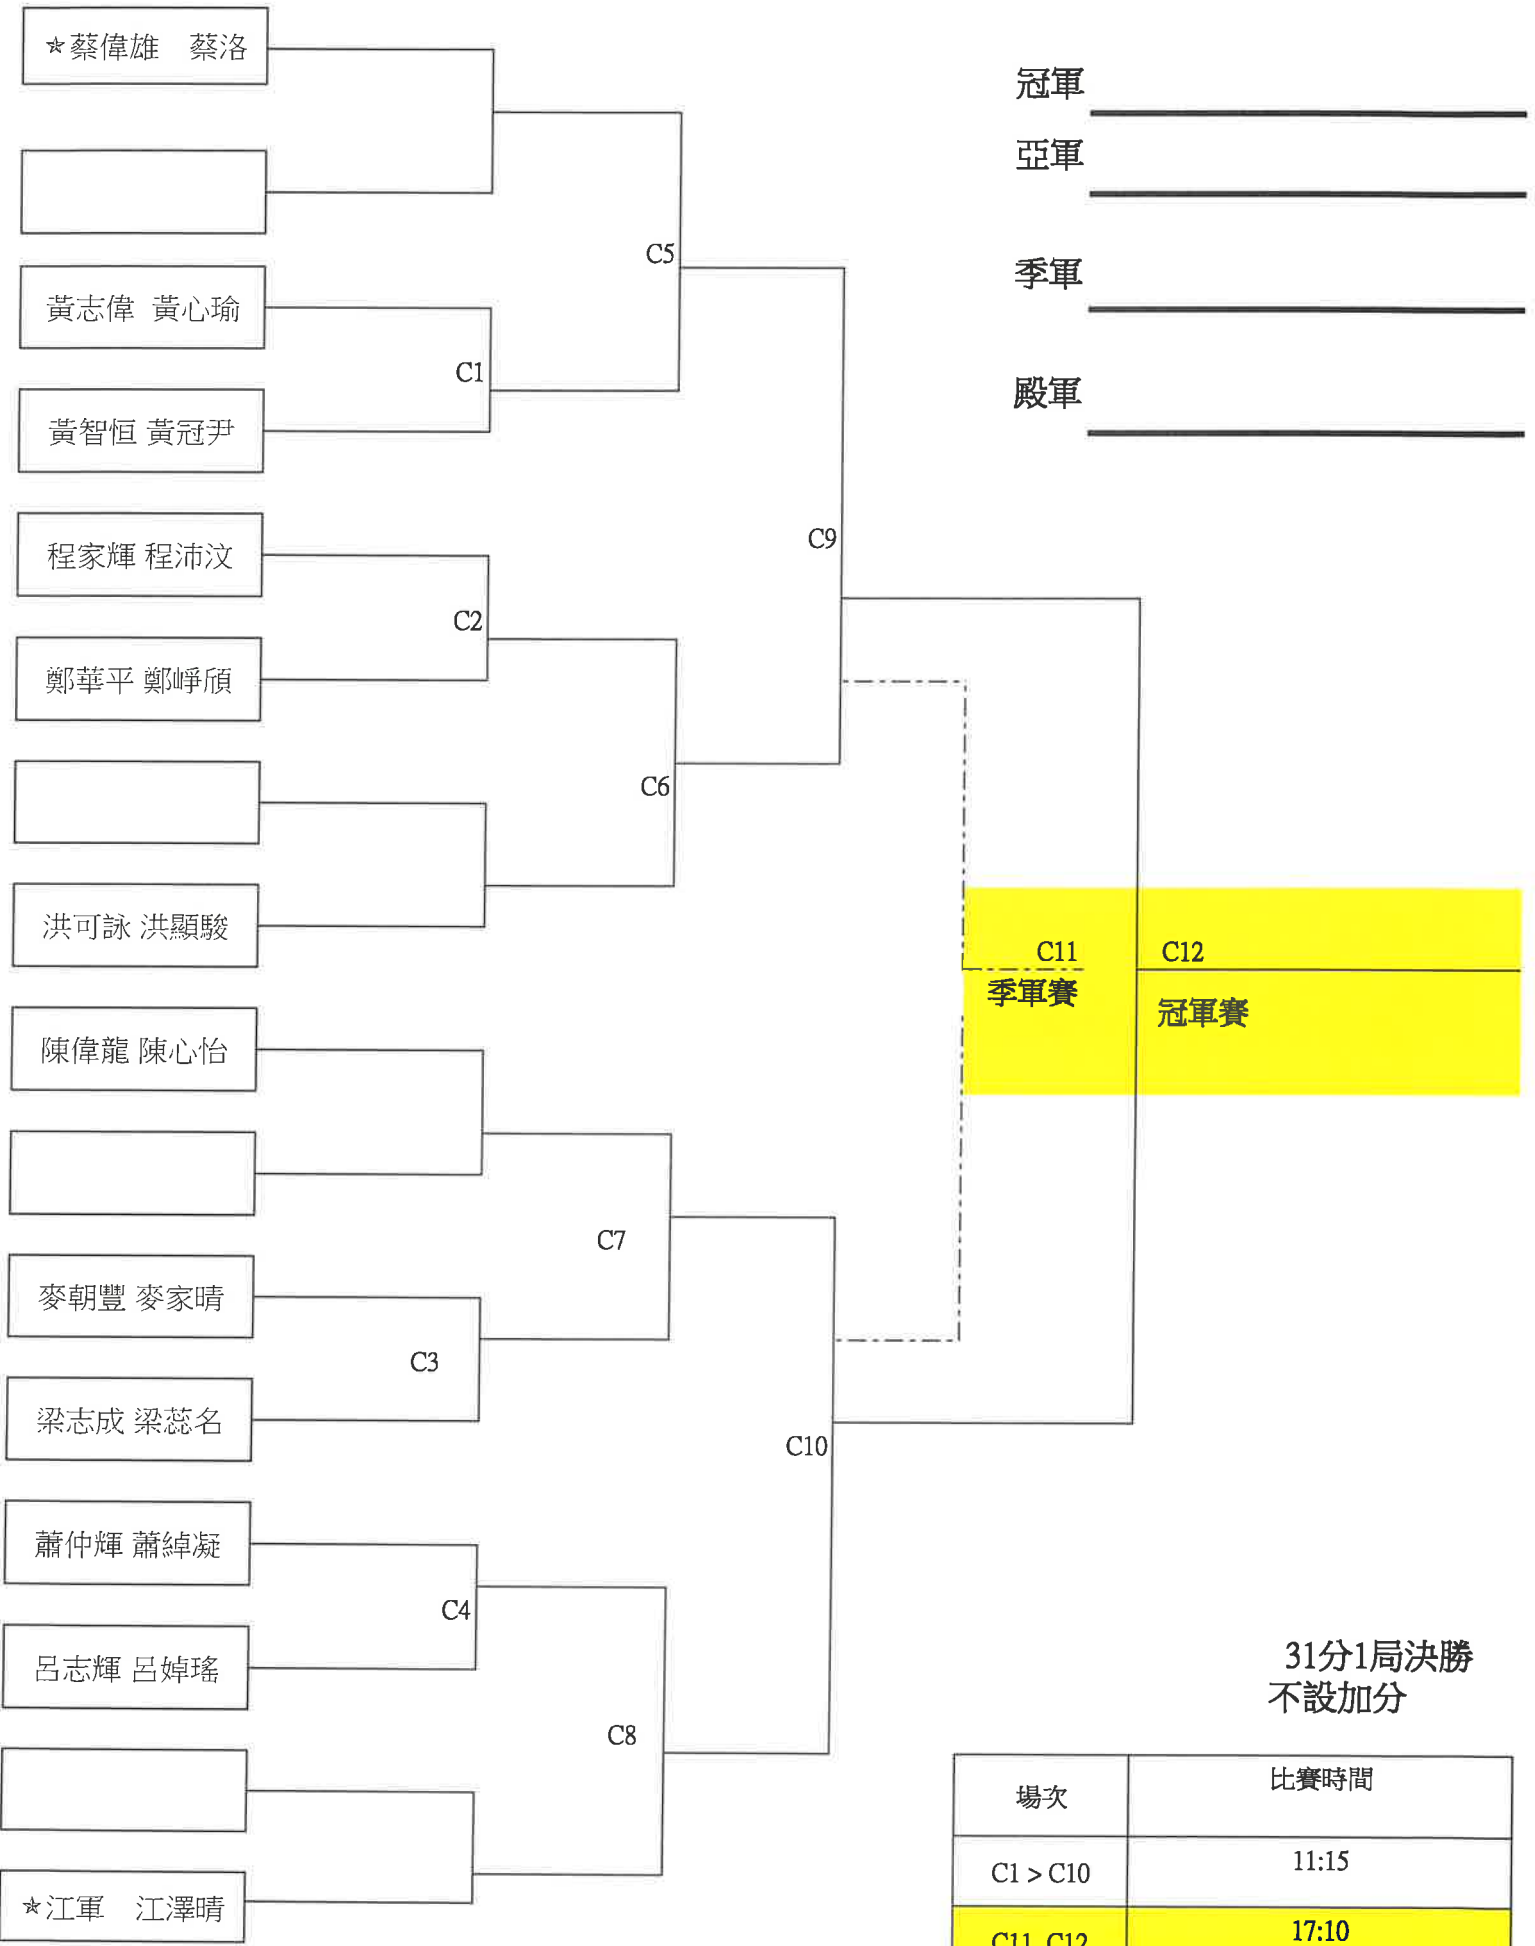 ☆蔡偉雄 蔡洛
黃志偉 黃心瑜
黃智恒 黃冠尹
程家輝 程沛汶
鄭華平 鄭崢頎
洪可詠 洪顯駿
陳偉龍 陳心怡
麥朝豐 麥家晴
梁志成 梁蕊名
蕭仲輝 蕭綽凝
呂志輝 呂婥瑤
☆江軍 江澤晴
C1
C2
C3
C4
C5
C6
C7
C8
C9
C10
C11
季軍賽
C12
冠軍賽
冠軍
亞軍
季軍
殿軍
31分1局決勝
不設加分
場次 比賽時間
C1 > C10 11:15
C11, C12 17:10